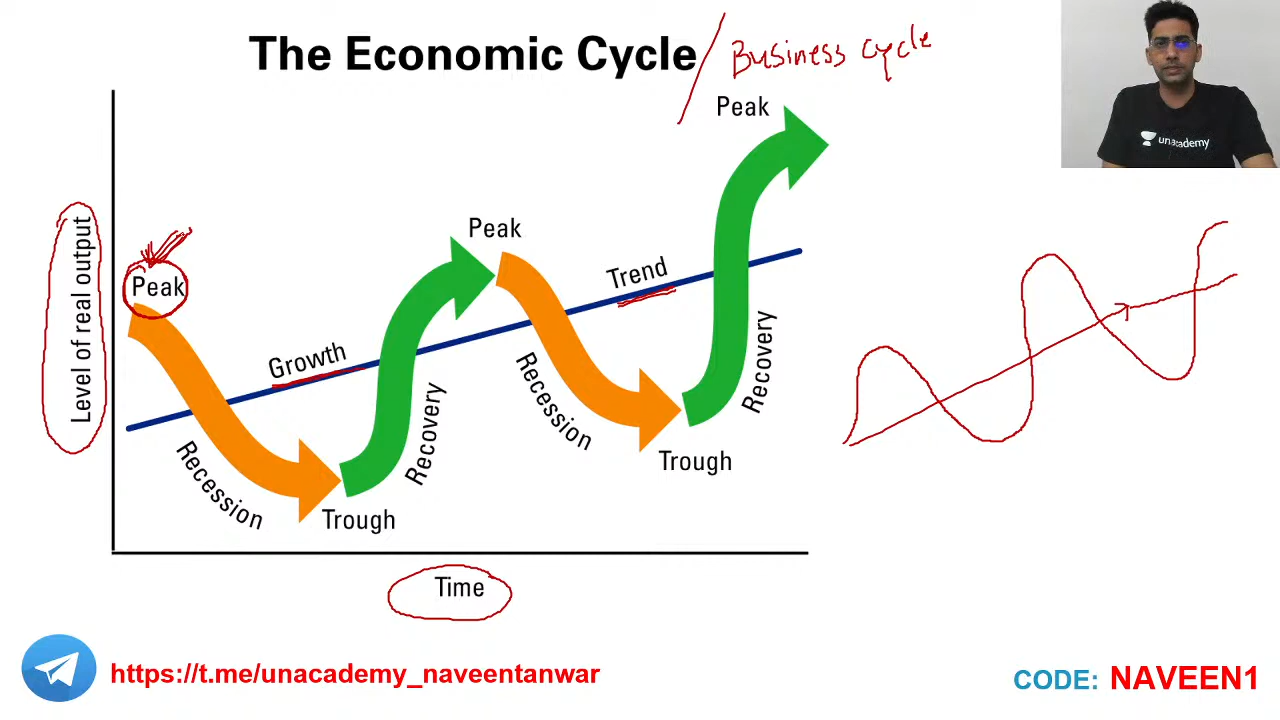 The Economic Cycle / Business cycle
unacademy
Peak
Level of real output
Peak
Peak
Trend
Growth
Recession
Recovery
Recession
Recovery
Trough
Trough
Time
https://t.me/unacademy_naveentanwar
CODE: NAVEEN1